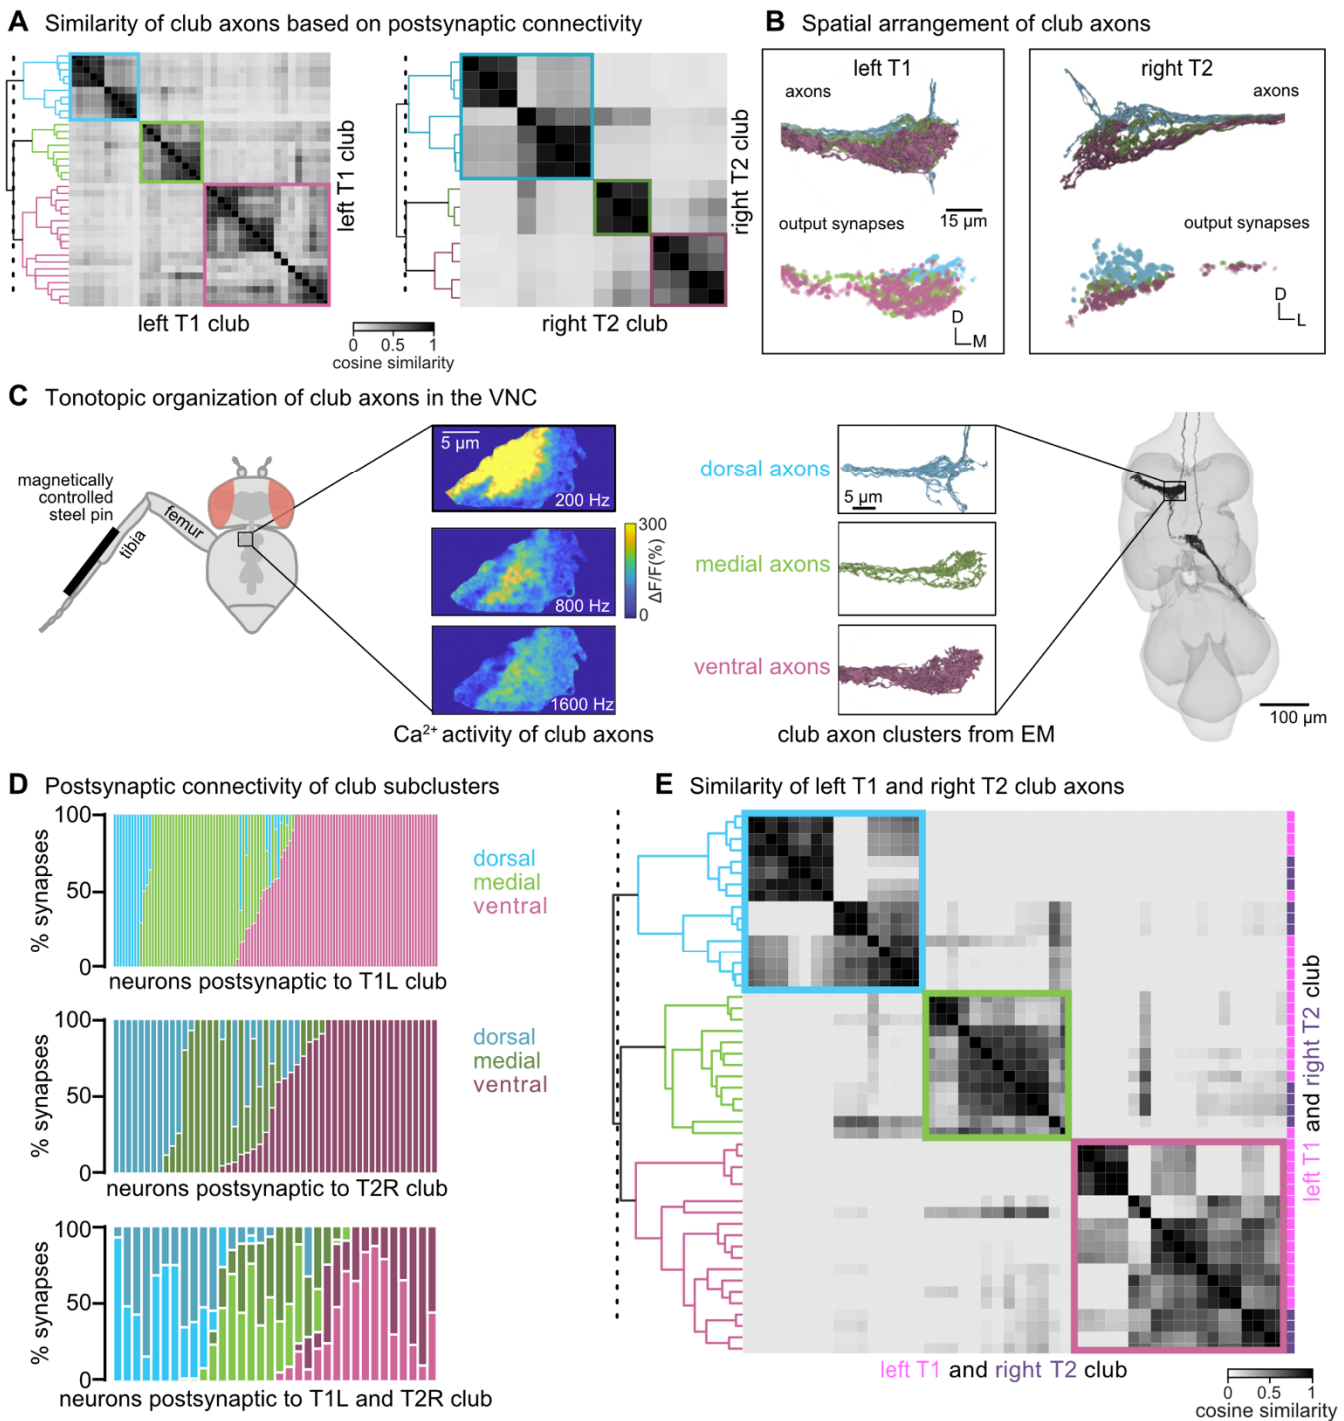 A Similarity of club axons based on postsynaptic connectivity
left T1 club
left T1 club
right T2 club
right T2 club
0 0.5 1
cosine similarity
B Spatial arrangement of club axons
left T1
axons
15 µm
output synapses
D
M
right T2
axons
output synapses
D
L
C Tonotopic organization of club axons in the VNC
magnetically
controlled
steel pin
tibia
femur
5 µm
200 Hz
800 Hz
1600 Hz
300
ΔF/F(%)
0
Ca2+ activity of club axons
dorsal axons
medial axons
ventral axons
5 µm
club axon clusters from EM
100 µm
D Postsynaptic connectivity of club subclusters
100
50
0
% synapses
neurons postsynaptic to T1L club
dorsal
medial
ventral
100
50
0
% synapses
neurons postsynaptic to T2R club
dorsal
medial
ventral
100
50
0
% synapses
neurons postsynaptic to T1L and T2R club
E Similarity of left T1 and right T2 club axons
left T1 and right T2 club
left T1 and right T2 club
0 0.5 1
cosine similarity